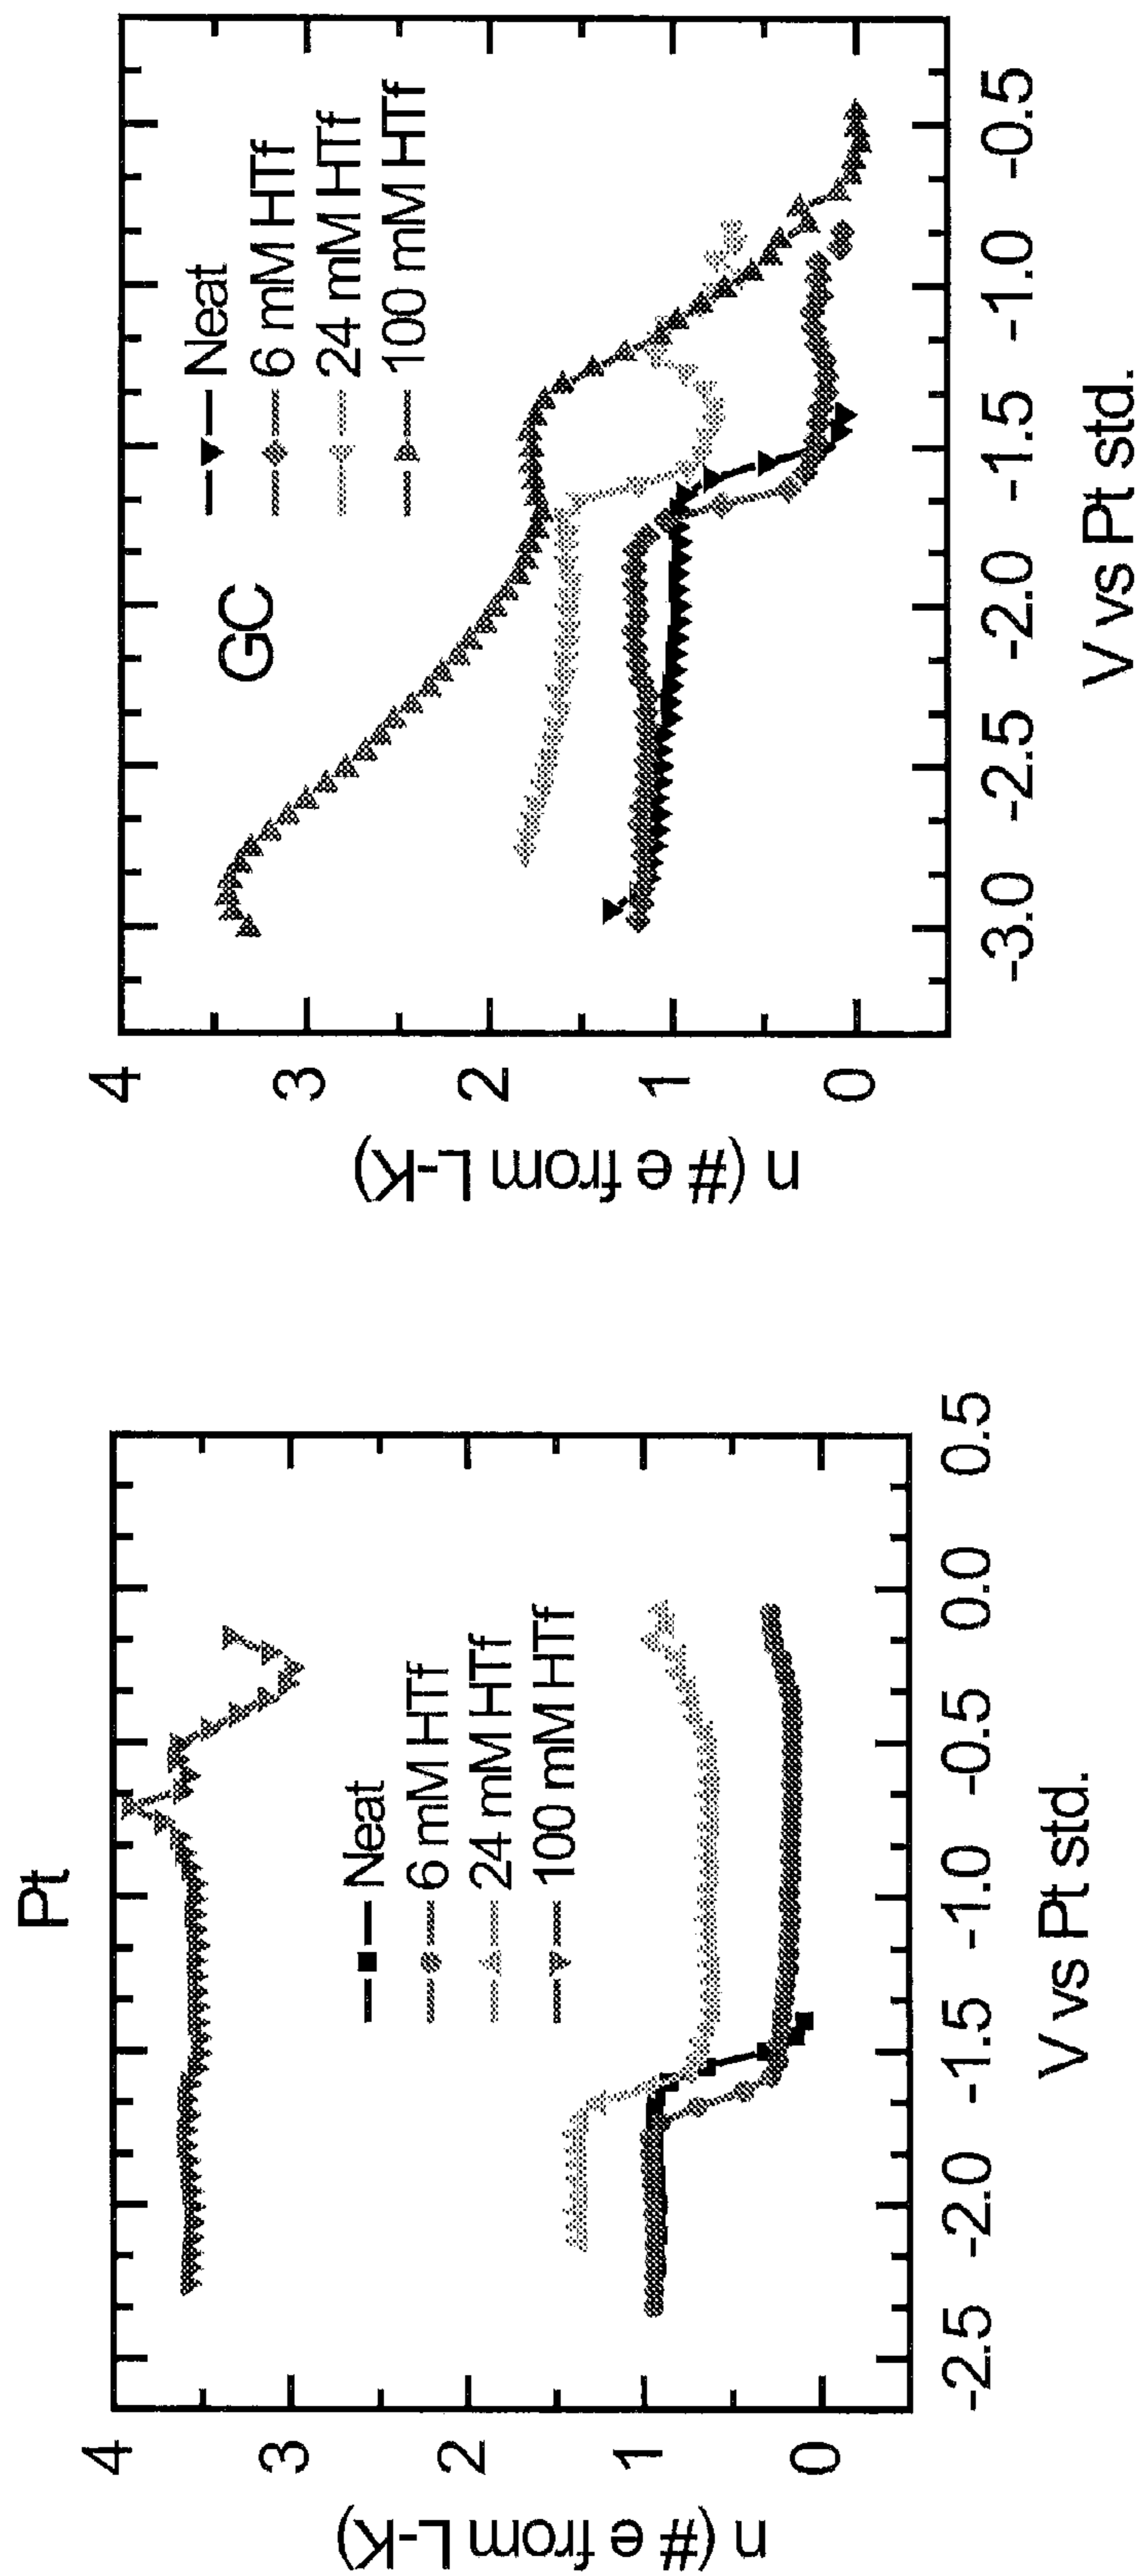 Pt
4
3
2
1
0
n (# e from L-K)
Neat
6 mM HTf
24 mM HTf
100 mM HTf
-2.5 -2.0 -1.5 -1.0 -0.5 0.0 0.5
V vs Pt std.
4
3
2
1
0
n (# e from L-K)
GC
Neat
6 mM HTf
24 mM HTf
100 mM HTf
-3.0 -2.5 -2.0 -1.5 -1.0 -0.5
V vs Pt std.